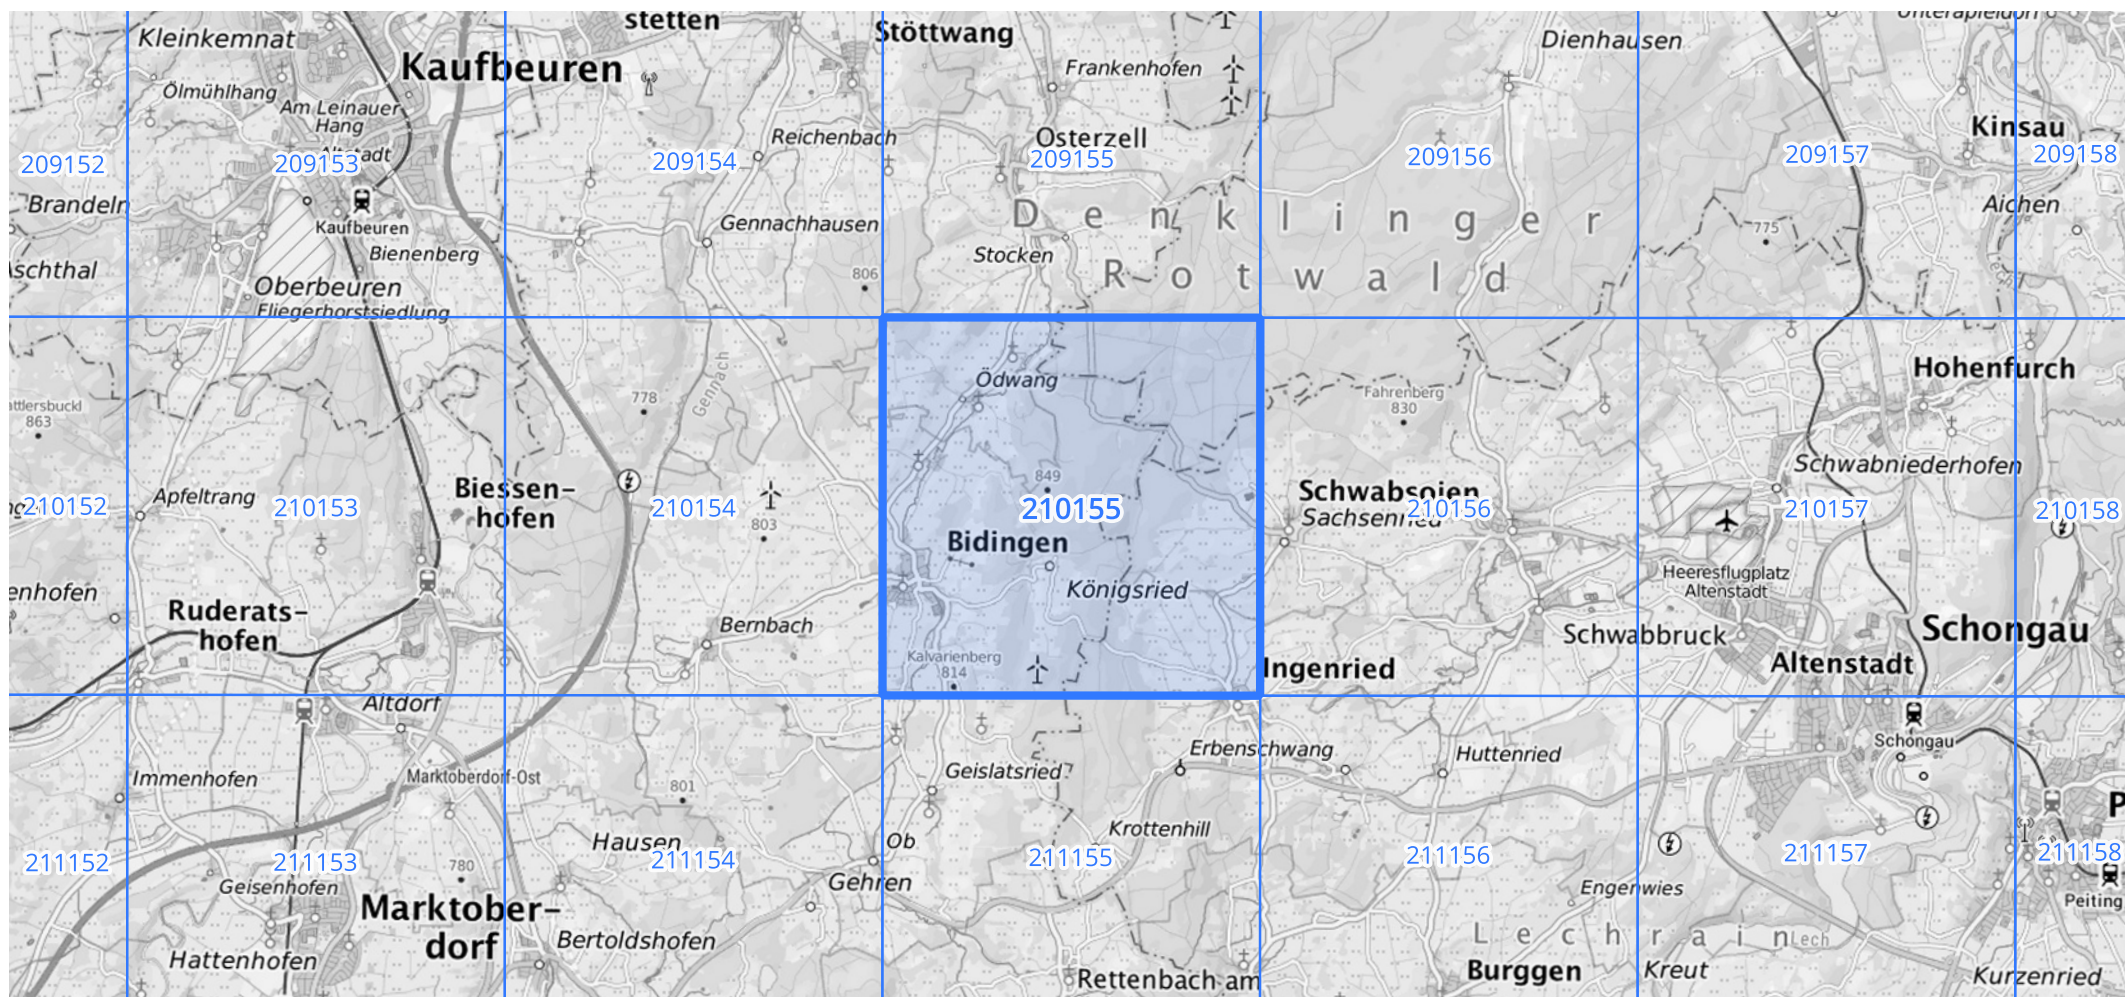 Kleinkemnat
Kaufbeuren
stetten
Stöttwang
Dienhausen
Ölmühlhang
Am Leinauer
Hang
Frankenhofen
Altstadt
Reichenbach
Osterzell
Kinsau
209152
209153
209154
209155
209156
209157
209158
Brandeln
Kaufbeuren
Gennachhausen
Denklinger
Aichen
Bienenberg
Stocken
775
Rotwald
806
Oberbeuren
Fliegerhorstsiedlung
Ödwang
Hohenfurch
863
778
Gennach
Fahrenberg
830
Apfeltrang
Biessen-
hofen
849
Schwabsoien
Sachsenried
Schwabniederhofen
210152
210153
210154
210155
210156
210157
210158
803
Bidingen
Königsried
Heeresflugplatz
Altenstadt
enhofen
Ruderats-
hofen
Bernbach
Kalvarienberg
814
Ingenried
Schwabbruck
Altenstadt
Schongau
Altdorf
Immenhofen
Marktoberdorf-Ost
801
Geislatsried
Erbenschwang
Huttenried
Schongau
P
Hausen
Ob
Krottenhill
211152
211153
211154
211155
211156
211157
211158
780
Geisenhofen
Gehren
Engenwies
Peiting
Marktober-
dorf
Bertoldshofen
Lechrain
Lech
Hattenhofen
Rettenbach am
Burggen
Kreut
Kurzenried